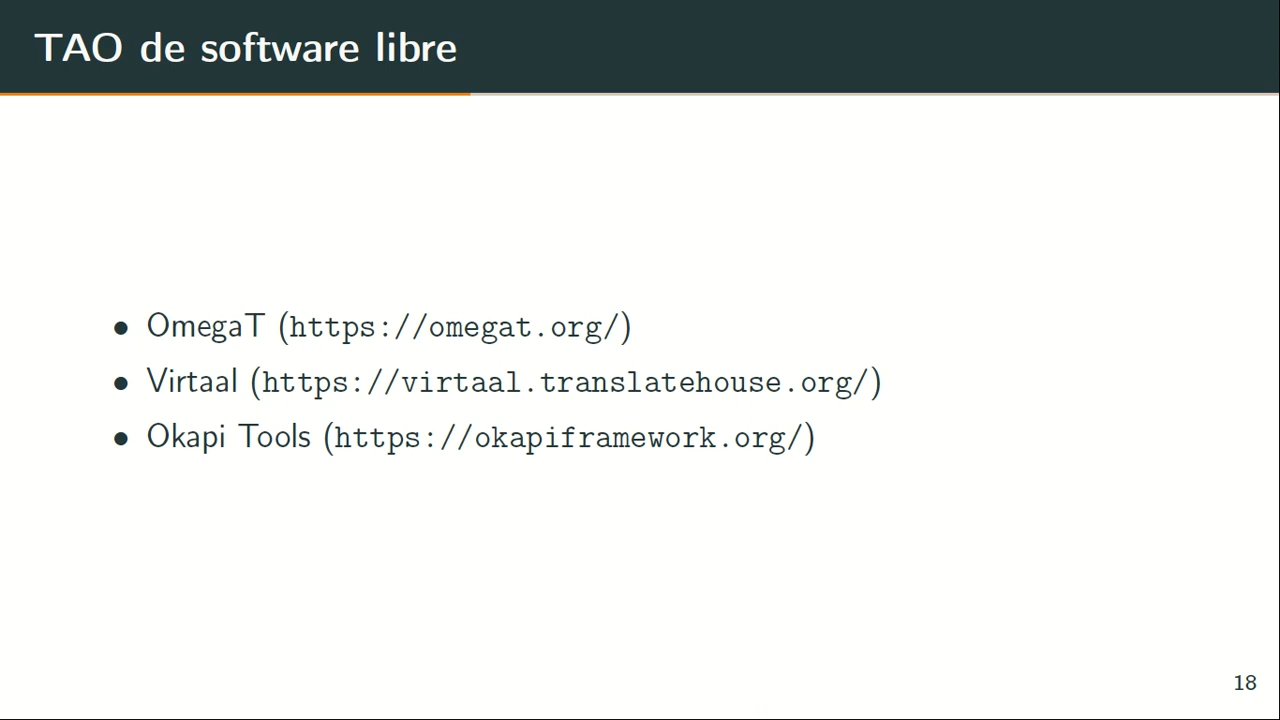 TAO de software libre
• OmegaT (https://omegat.org/)
• Virtaal (https://virtaal.translatehouse.org/)
• Okapi Tools (https://okapiframework.org/)
18